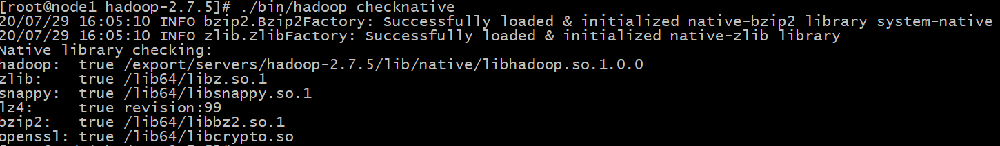 [root@node1 hadoop-2.7.5]# ./bin/hadoop checknative
20/07/29 16:05:10 INFO bzip2.Bzip2Factory: Successfully loaded & initialized native-bzip2 library system-native
20/07/29 16:05:10 INFO zlib.ZlibFactory: Successfully loaded & initialized native-zlib library
Native library checking:
hadoop:  true /export/servers/hadoop-2.7.5/lib/native/libhadoop.so.1.0.0
zlib:    true /lib64/libz.so.1
snappy:  true /lib64/libsnappy.so.1
lz4:     true revision:99
bzip2:   true /lib64/libbz2.so.1
openssl: true /lib64/libcrypto.so